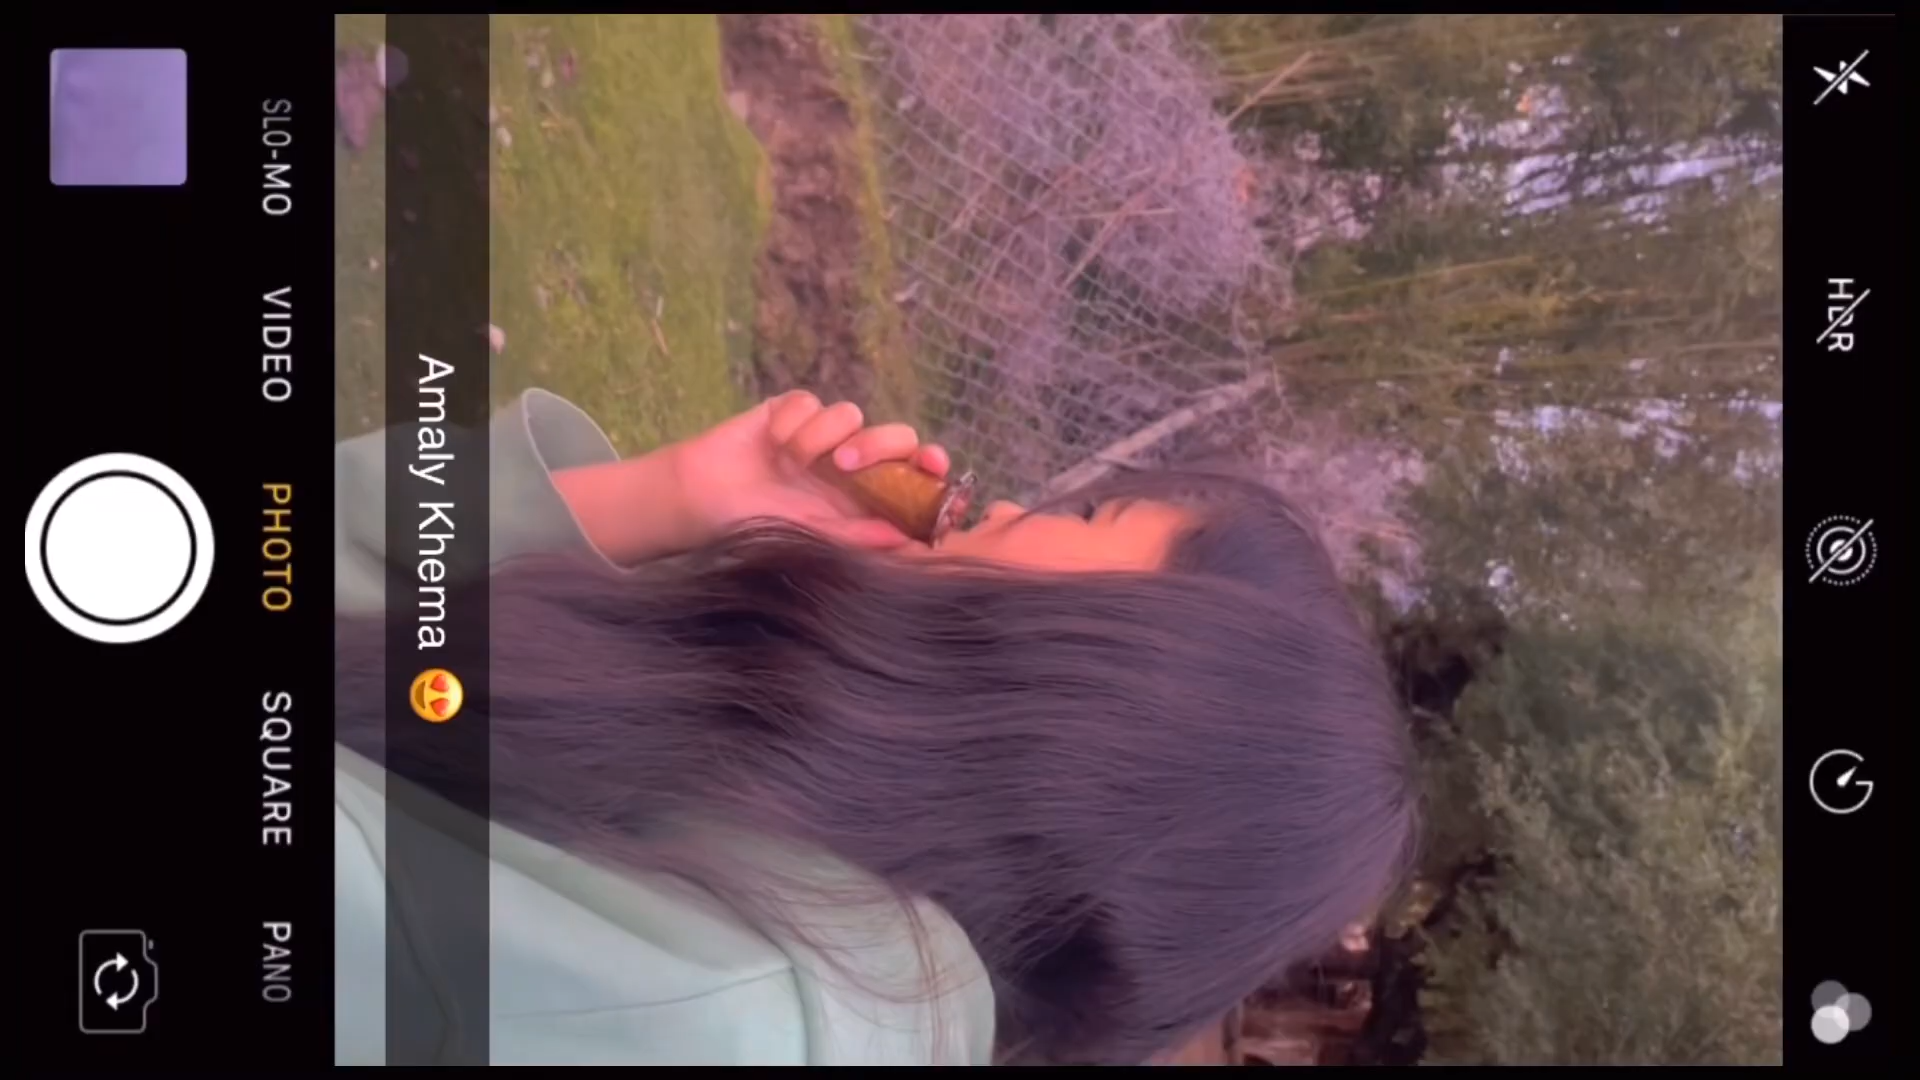 SLO-MO
VIDEO
PHOTO
SQUARE
PANO
Amaly Khema 😍
HDR